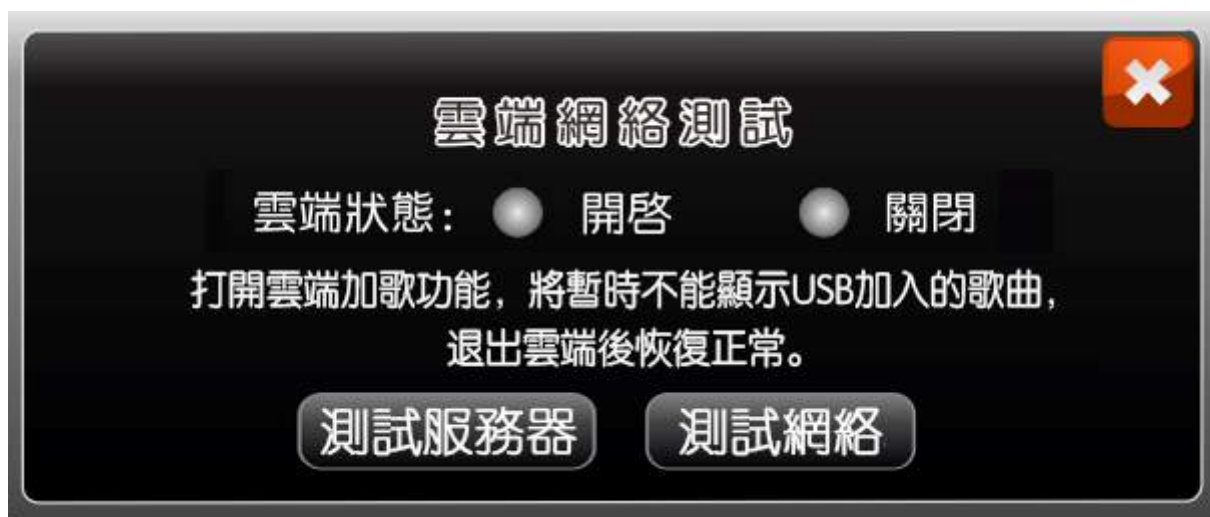 雲端網絡測試
雲端狀態: 開啓 關閉
打開雲端加歌功能，將暫時不能顯示USB加入的歌曲，
退出雲端後恢復正常。
測試服務器 測試網絡